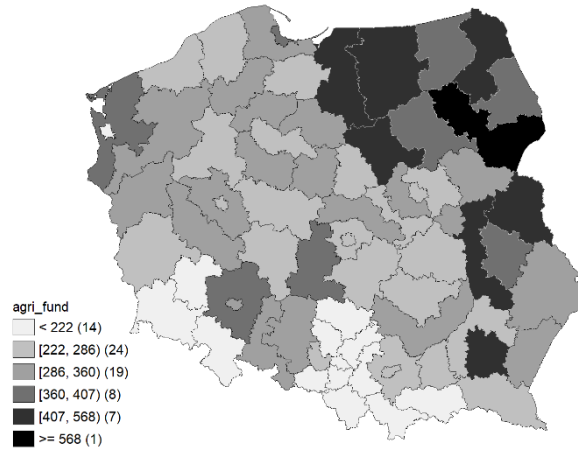 agri_fund
< 222 (14)
[222, 286) (24)
[286, 360) (19)
[360, 407) (8)
[407, 568) (7)
>= 568 (1)